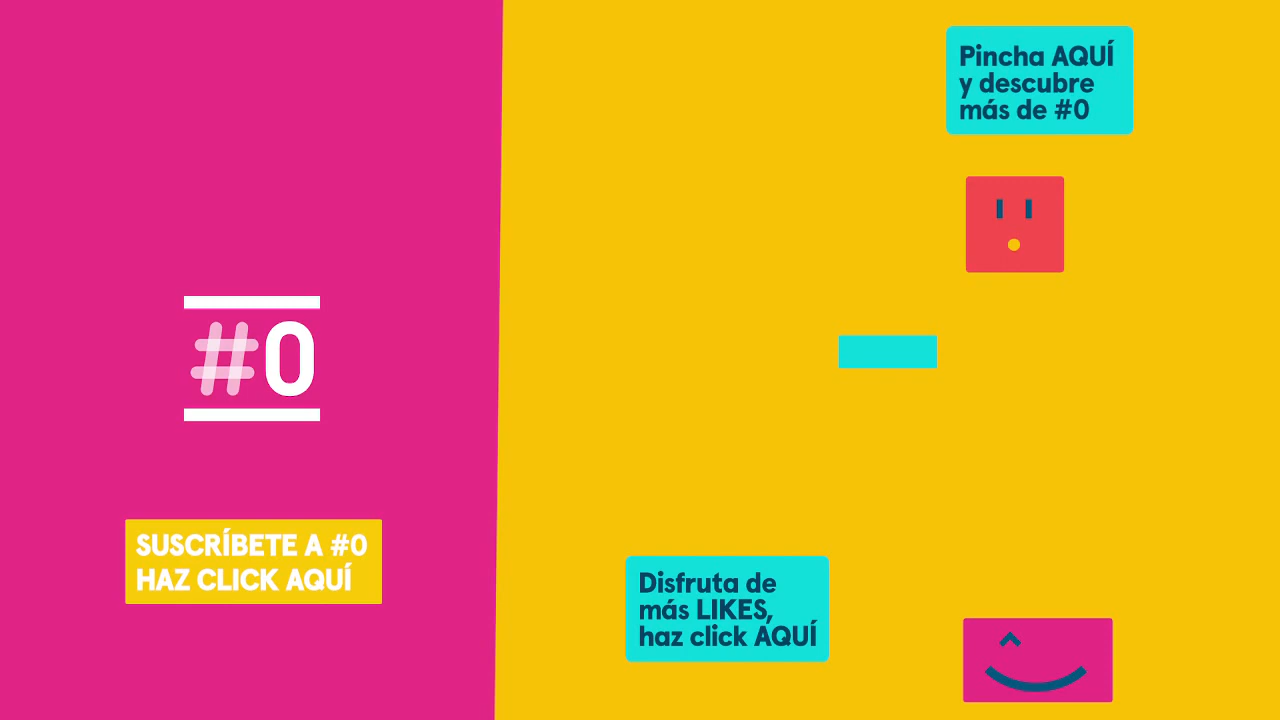 #0
SUSCRÍBETE A #0
HAZ CLICK AQUÍ
Pincha AQUÍ
y descubre
más de #0
Disfruta de
más LIKES,
haz click AQUÍ